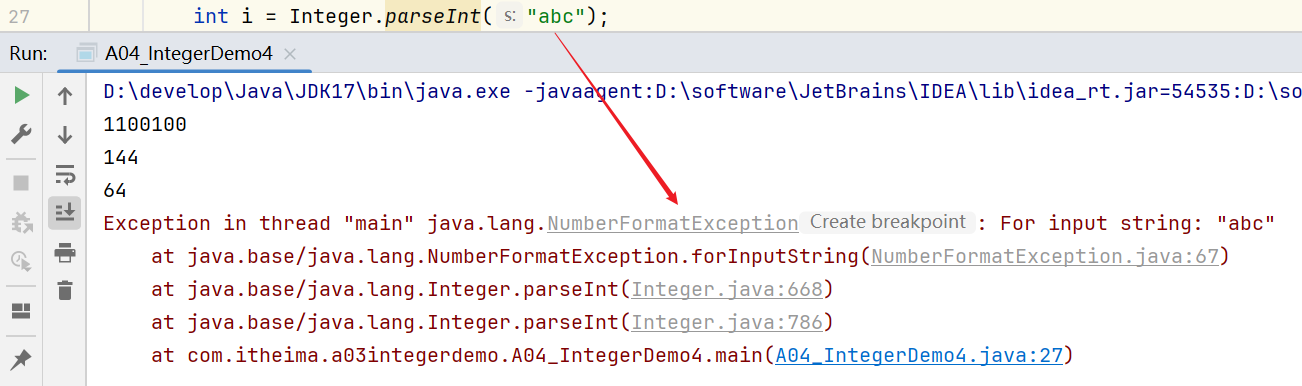 27 int i = Integer.parseInt( s: "abc");
Run: A04_IntegerDemo4 ×
D:\develop\Java\JDK17\bin\java.exe -javaagent:D:\software\JetBrains\IDEA\lib\idea_rt.jar=54535:D:\so
1100100
144
64
Exception in thread "main" java.lang.NumberFormatException Create breakpoint : For input string: "abc"
at java.base/java.lang.NumberFormatException.forInputString(NumberFormatException.java:67)
at java.base/java.lang.Integer.parseInt(Integer.java:668)
at java.base/java.lang.Integer.parseInt(Integer.java:786)
at com.itheima.a03integerdemo.A04_IntegerDemo4.main(A04_IntegerDemo4.java:27)